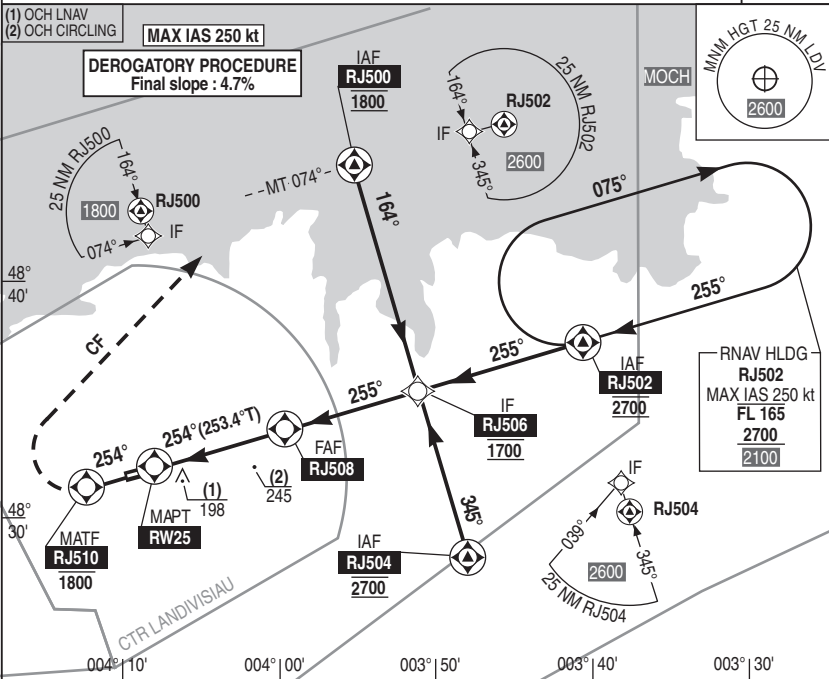 (1) OCH LNAV
(2) OCH CIRCLING
MAX IAS 250 kt
DEROGATORY PROCEDURE
Final slope : 4.7%
IAF
RJ500
1800
164°
RJ502
IF
345°
2600
25 NM RJ502
MOCH
MNM HGT 25 NM LDV
2600
25 NM RJ500
164°
1800
RJ500
IF
074°
MT 074°
164°
075°
255°
48°
40'
CF
255°
255°
IAF
RJ502
2700
RNAV HLDG
RJ502
MAX IAS 250 kt
FL 165
2700
2100
IF
RJ506
1700
254°
254°(253.4°T)
FAF
RJ508
(1)
198
(2)
245
MAPT
RW25
MATF
RJ510
1800
48°
30'
345°
IAF
RJ504
2700
IF
RJ504
039°
2600
345°
25 NM RJ504
CTR LANDIVISIAU
004° 10'
004° 00'
003° 50'
003° 40'
003° 30'